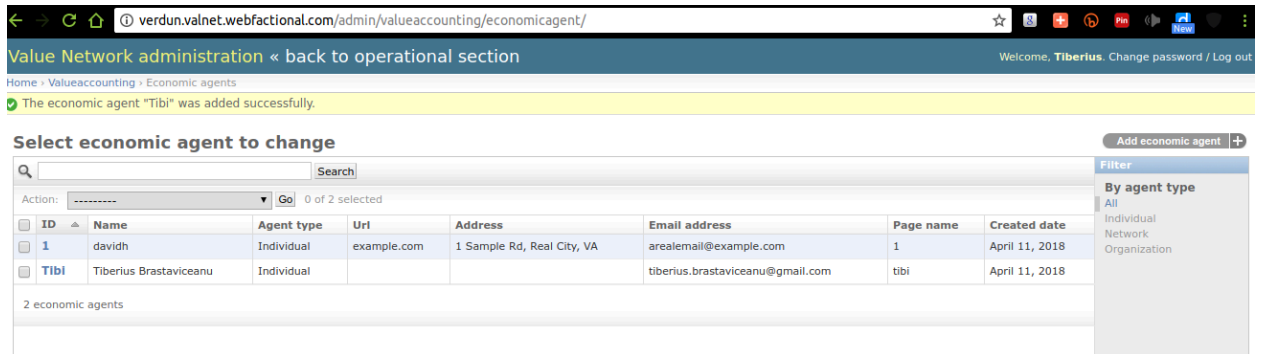 verdun.valnet.webfactional.com/admin/valueaccounting/economicagent/
8 Pin New
Value Network administration « back to operational section Welcome, Tiberius. Change password / Log out
Home › Valueaccounting › Economic agents
The economic agent "Tibi" was added successfully.
Select economic agent to change Add economic agent +
Search Filter
Action: --------- Go 0 of 2 selected By agent type
All
Individual
Network
Organization
ID Name Agent type Url Address Email address Page name Created date
1 davidh Individual example.com 1 Sample Rd, Real City, VA arealemail@example.com 1 April 11, 2018
Tibi Tiberius Brastaviceanu Individual tiberius.brastaviceanu@gmail.com tibi April 11, 2018
2 economic agents